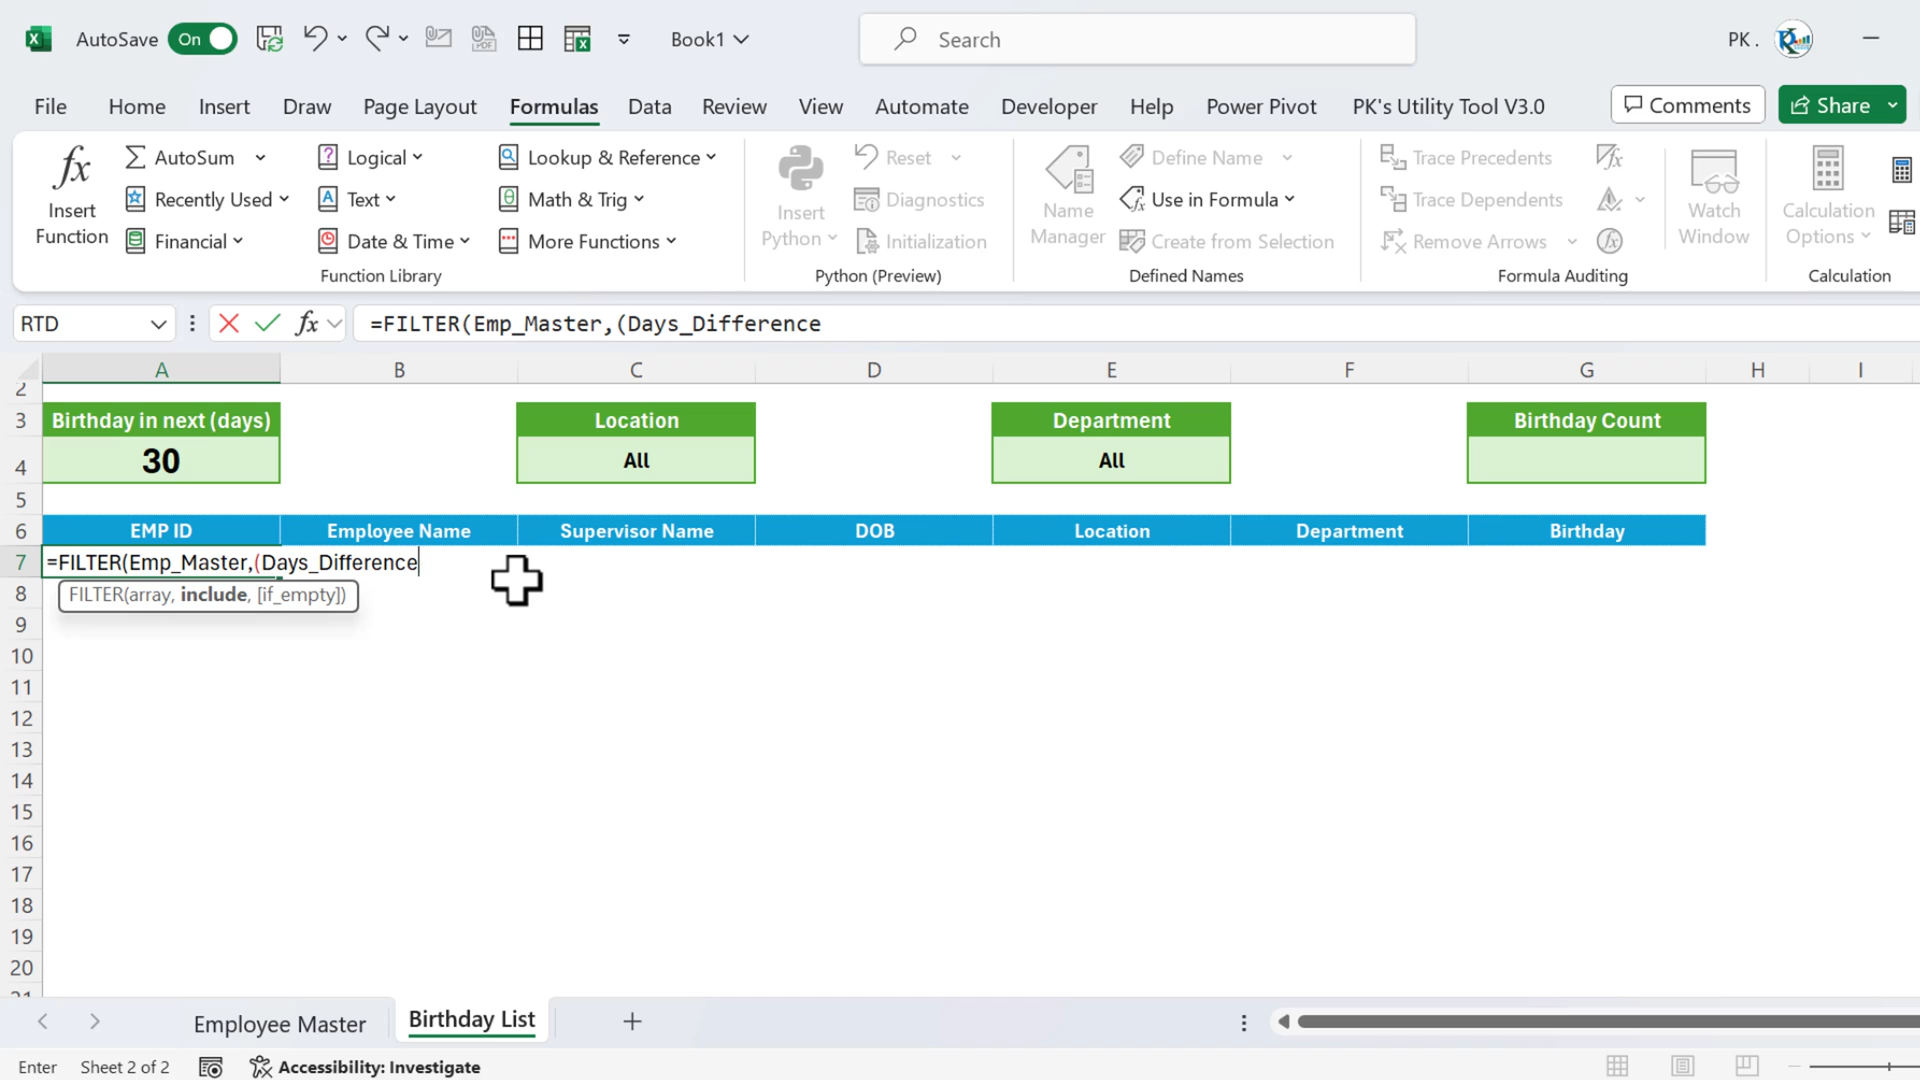 AutoSave On Book1 Search PK .
File Home Insert Draw Page Layout Formulas Data Review View Automate Developer Help Power Pivot PK's Utility Tool V3.0 Comments Share
fx Insert Function
AutoSum
Recently Used
Financial
Logical
Text
Date & Time
Lookup & Reference
Math & Trig
More Functions
Function Library
Insert Python
Reset
Diagnostics
Initialization
Python (Preview)
Name Manager
Define Name
Use in Formula
Create from Selection
Defined Names
Trace Precedents
Trace Dependents
Remove Arrows
Formula Auditing
Watch Window
Calculation Options
Calculation
RTD fx =FILTER(Emp_Master,(Days_Difference
A B C D E F G H I
2
3 Birthday in next (days) Location Department Birthday Count
4 30 All All
5
6 EMP ID Employee Name Supervisor Name DOB Location Department Birthday
7 =FILTER(Emp_Master,(Days_Difference
8 FILTER(array, include, [if_empty])
9
10
11
12
13
14
15
16
17
18
19
20
21
Employee Master Birthday List
Enter Sheet 2 of 2 Accessibility: Investigate